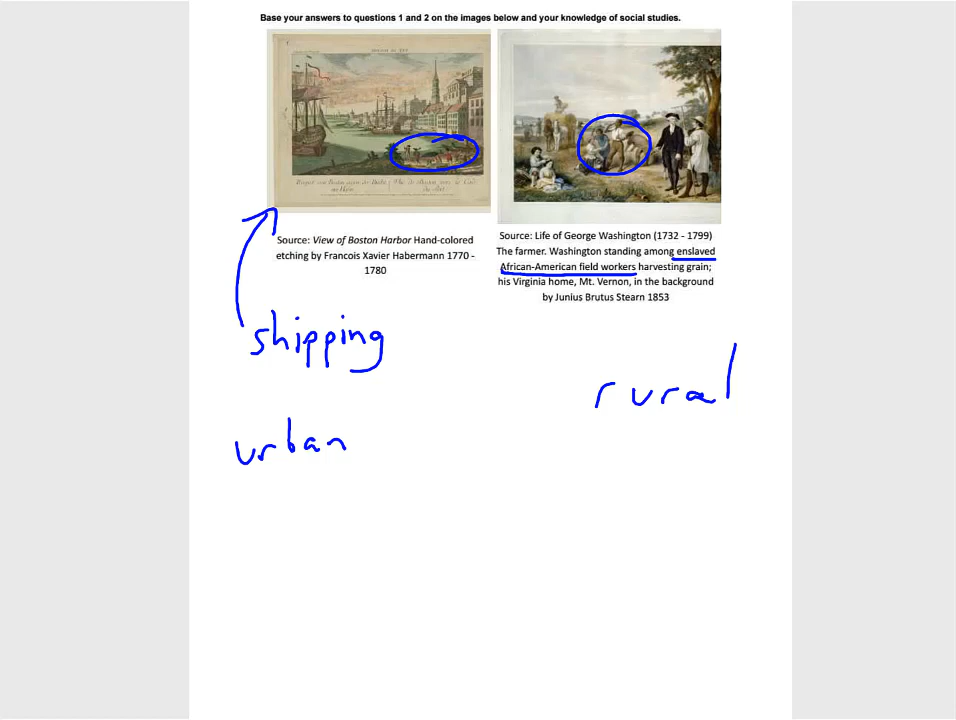 Base your answers to questions 1 and 2 on the images below and your knowledge of social studies.
Source: View of Boston Harbor Hand-colored
etching by Francois Xavier Habermann 1770 -
1780
Source: Life of George Washington (1732 - 1799)
The farmer. Washington standing among enslaved
African-American field workers harvesting grain;
his Virginia home, Mt. Vernon, in the background
by Junius Brutus Stearn 1853
shipping
rural
urban